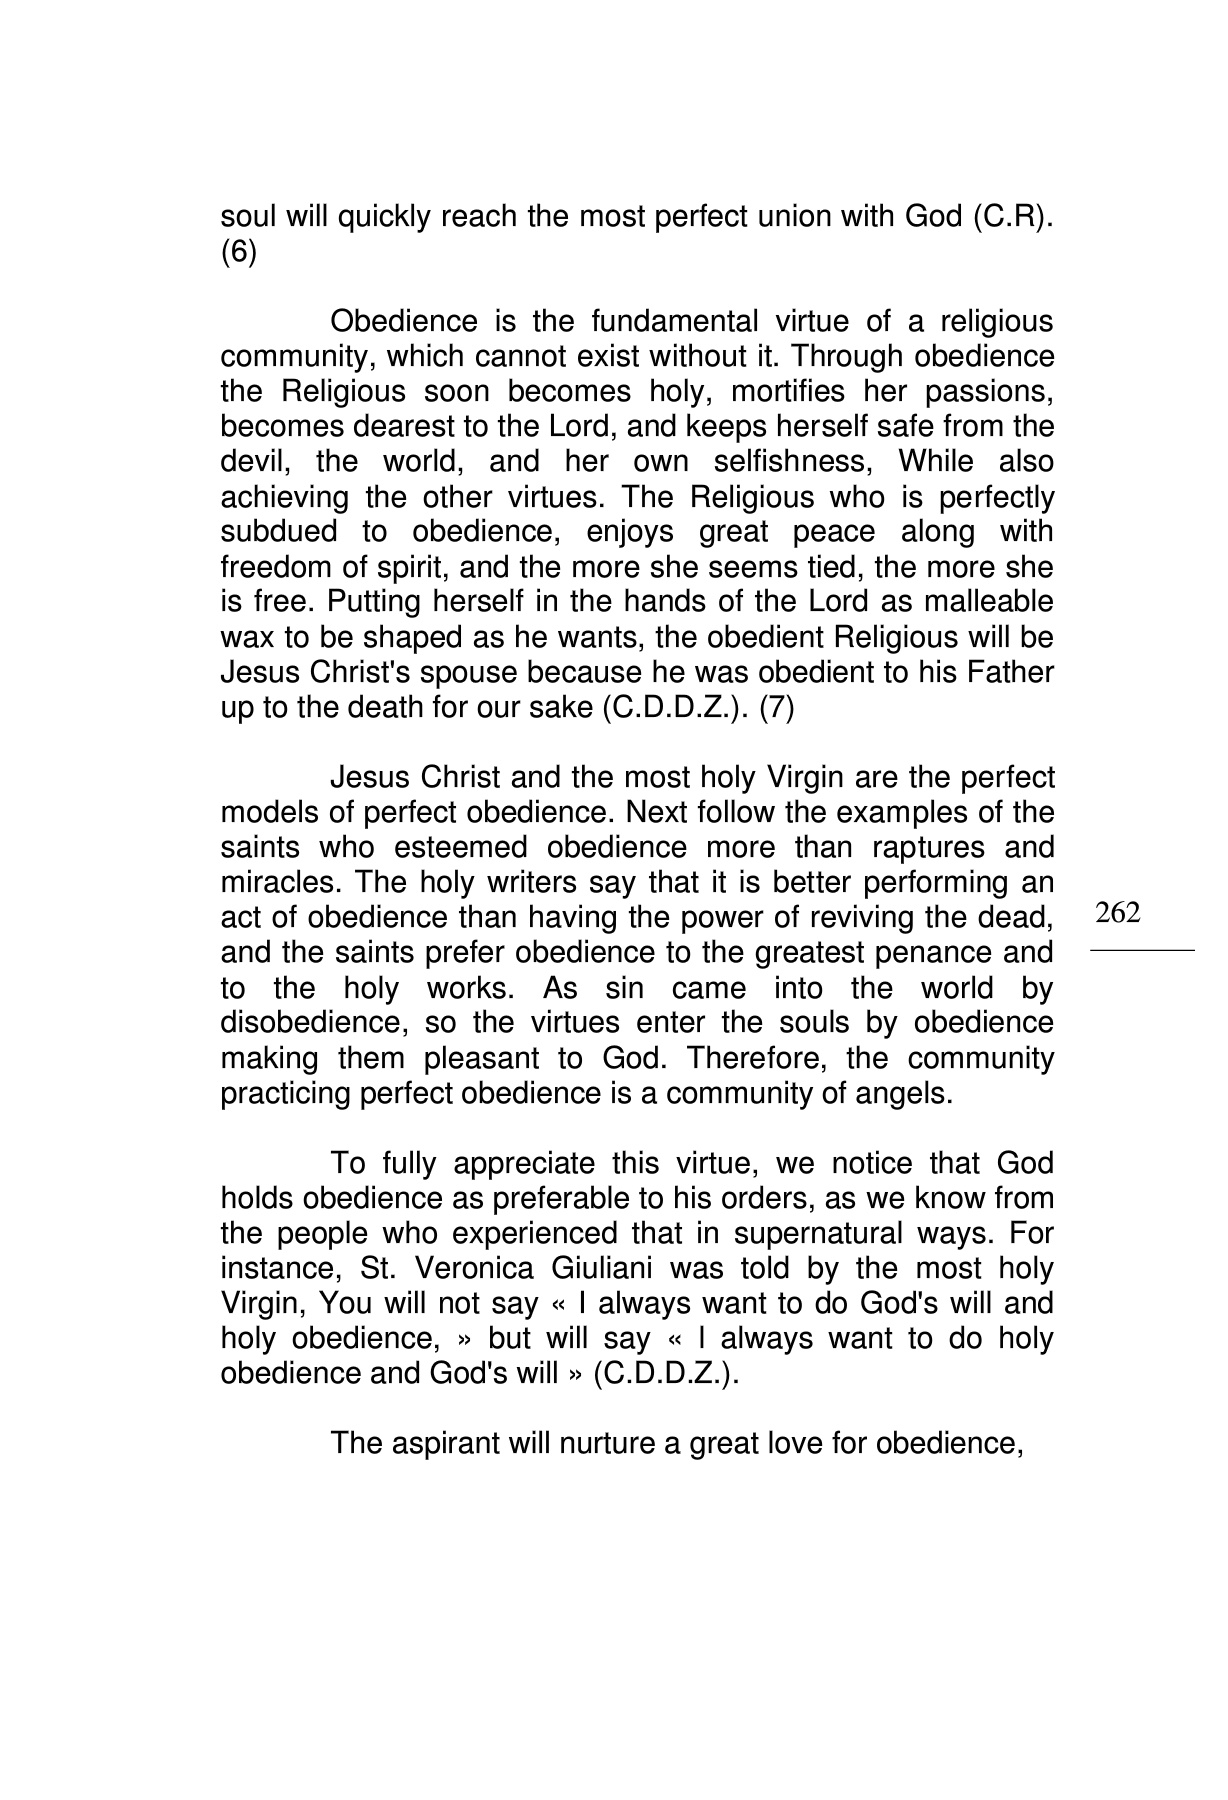 soul will quickly reach the most perfect union with God (C.R).
(6)
Obedience is the fundamental virtue of a religious
community, which cannot exist without it. Through obedience
the Religious soon becomes holy, mortifies her passions,
becomes dearest to the Lord, and keeps herself safe from the
devil, the world, and her own selfishness, While also
achieving the other virtues. The Religious who is perfectly
subdued to obedience, enjoys great peace along with
freedom of spirit, and the more she seems tied, the more she
is free. Putting herself in the hands of the Lord as malleable
wax to be shaped as he wants, the obedient Religious will be
Jesus Christ's spouse because he was obedient to his Father
up to the death for our sake (C.D.D.Z.). (7)
Jesus Christ and the most holy Virgin are the perfect
models of perfect obedience. Next follow the examples of the
saints who esteemed obedience more than raptures and
miracles. The holy writers say that it is better performing an
act of obedience than having the power of reviving the dead,
and the saints prefer obedience to the greatest penance and
to the holy works. As sin came into the world by
disobedience, so the virtues enter the souls by obedience
making them pleasant to God. Therefore, the community
practicing perfect obedience is a community of angels.
262
To fully appreciate this virtue, we notice that God
holds obedience as preferable to his orders, as we know from
the people who experienced that in supernatural ways. For
instance, St. Veronica Giuliani was told by the most holy
Virgin, You will not say « I always want to do God's will and
holy obedience, » but will say « I always want to do holy
obedience and God's will » (C.D.D.Z.).
The aspirant will nurture a great love for obedience,